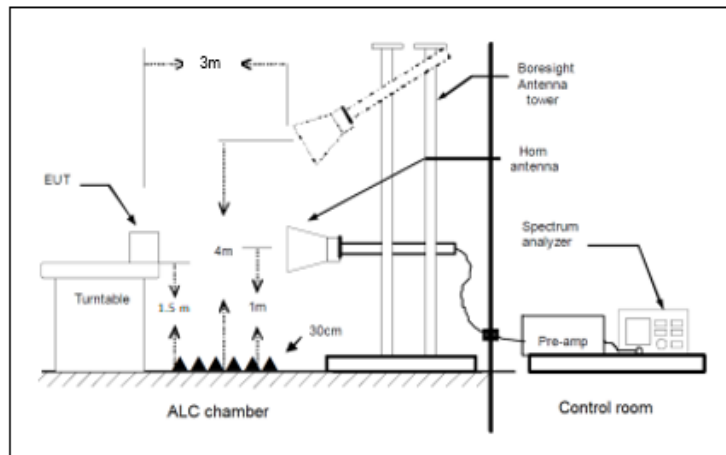 3m
Boresight
Antenna
tower
Horn
antenna
EUT
Spectrum
analyzer
4m
Turntable
1.5 m
1m
30cm
Pre-amp
ALC chamber
Control room